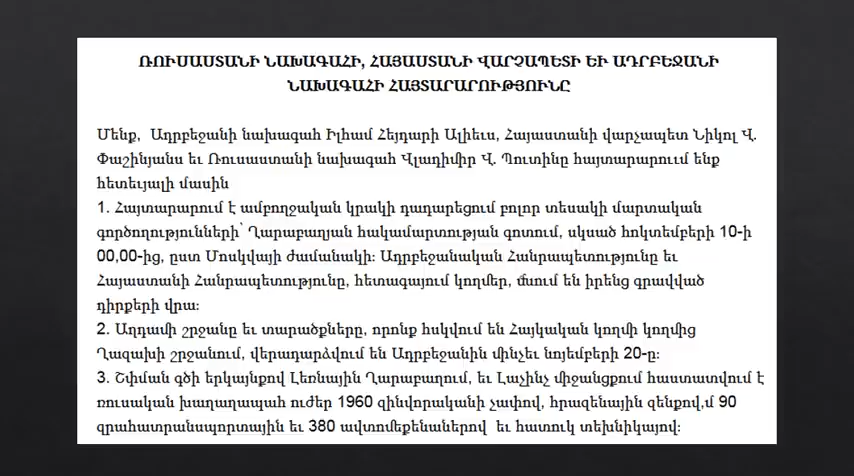 ՌՈՒՍԱՍՏԱՆԻ ՆԱԽԱԳԱՀԻ, ՀԱՅԱՍՏԱՆԻ ՎԱՐՉԱՊԵՏԻ ԵՒ ԱԴՐԲԵՋԱՆԻ
ՆԱԽԱԳԱՀԻ ՀԱՅՏԱՐԱՐՈՒԹՅՈՒՆԸ
Մենք, Ադրբեջանի նախագահ Իլհամ Հեյդարի Ալիեւս, Հայաստանի վարչապետ Նիկոլ Վ.
Փաշինյանս եւ Ռուսաստանի նախագահ Վլադիմիր Վ. Պուտինը հայտարարում ենք
հետեւյալի մասին
1. Հայտարարում է ամբողջական կրակի դադարեցում բոլոր տեսակի մարտական
գործողությունների՝ Ղարաբաղյան հակամարտության գոտում, սկսած հոկտեմբերի 10-ի
00,00-ից, ըստ Մոսկվայի ժամանակի։ Ադրբեջանական Հանրապետությունը եւ
Հայաստանի Հանրապետությունը, հետագայում կողմեր, մնում են իրենց գրավված
դիրքերի վրա։
2. Աղդամի շրջանը եւ տարածքները, որոնք հսկվում են Հայկական կողմի կողմից
Ղազախի շրջանում, վերադարձվում են Ադրբեջանին մինչեւ նոյեմբերի 20-ը։
3. Շփման գծի երկայնքով Լեռնային Ղարաբաղում, եւ Լաչինչ միջանցքում հաստատվում է
ռուսական խաղաղապահ ուժեր 1960 զինվորականի չափով, հրազենային զենքով,մ 90
զրահատրանսպորտային եւ 380 ավտոմեքենաներով եւ հատուկ տեխնիկայով։